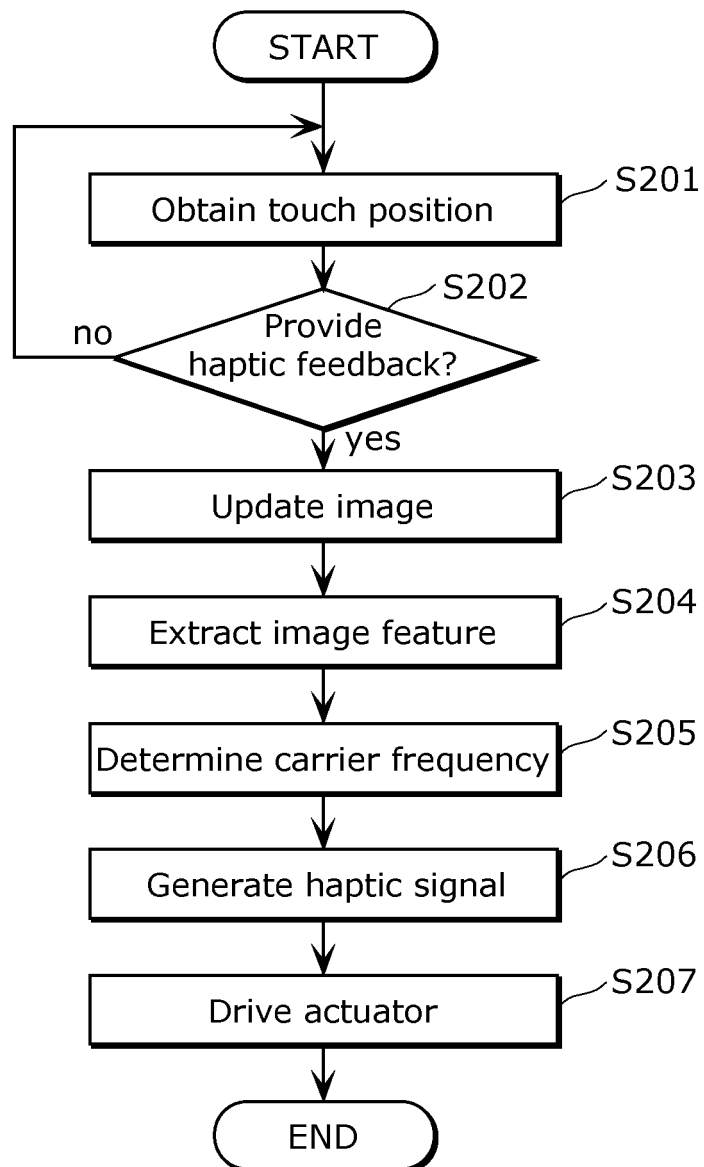 START
S201
Obtain touch position
S202
Provide
haptic feedback?
no
yes
S203
Update image
S204
Extract image feature
S205
Determine carrier frequency
S206
Generate haptic signal
S207
Drive actuator
END